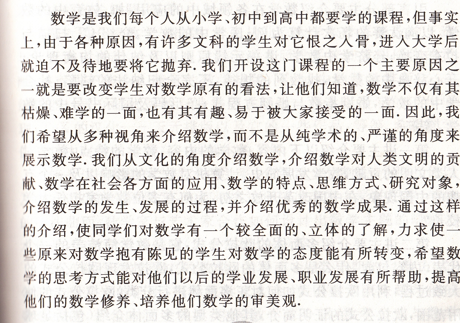 数学是我们每个人从小学、初中到高中都要学的课程,但事实
上,由于各种原因,有许多文科的学生对它恨之入骨,进入大学后
就迫不及待地要将它抛弃. 我们开设这门课程的一个主要原因之
一就是要改变学生对数学原有的看法,让他们知道,数学不仅有其
枯燥、难学的一面,也有其有趣、易于被大家接受的一面. 因此,我
们希望从多种视角来介绍数学,而不是从纯学术的、严谨的角度来
展示数学. 我们从文化的角度介绍数学,介绍数学对人类文明的贡
献、数学在社会各方面的应用、数学的特点、思维方式、研究对象,
介绍数学的发生、发展的过程,并介绍优秀的数学成果. 通过这样
的介绍,使同学们对数学有一个较全面的、立体的了解,力求使一
些原来对数学抱有陈见的学生对数学的态度能有所转变,希望数
学的思考方式能对他们以后的学业发展、职业发展有所帮助,提高
他们的数学修养、培养他们数学的审美观.